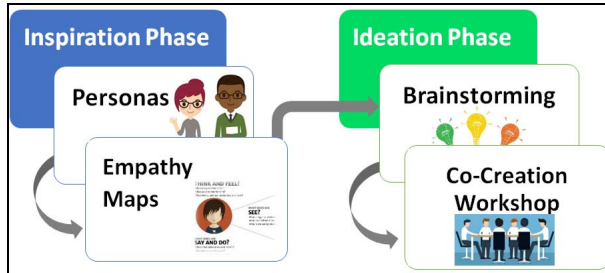 Inspiration Phase
Personas
Empathy
Maps
THINK AND FEEL?
SEE?
SAY AND DO?
Ideation Phase
Brainstorming
Co-Creation
Workshop